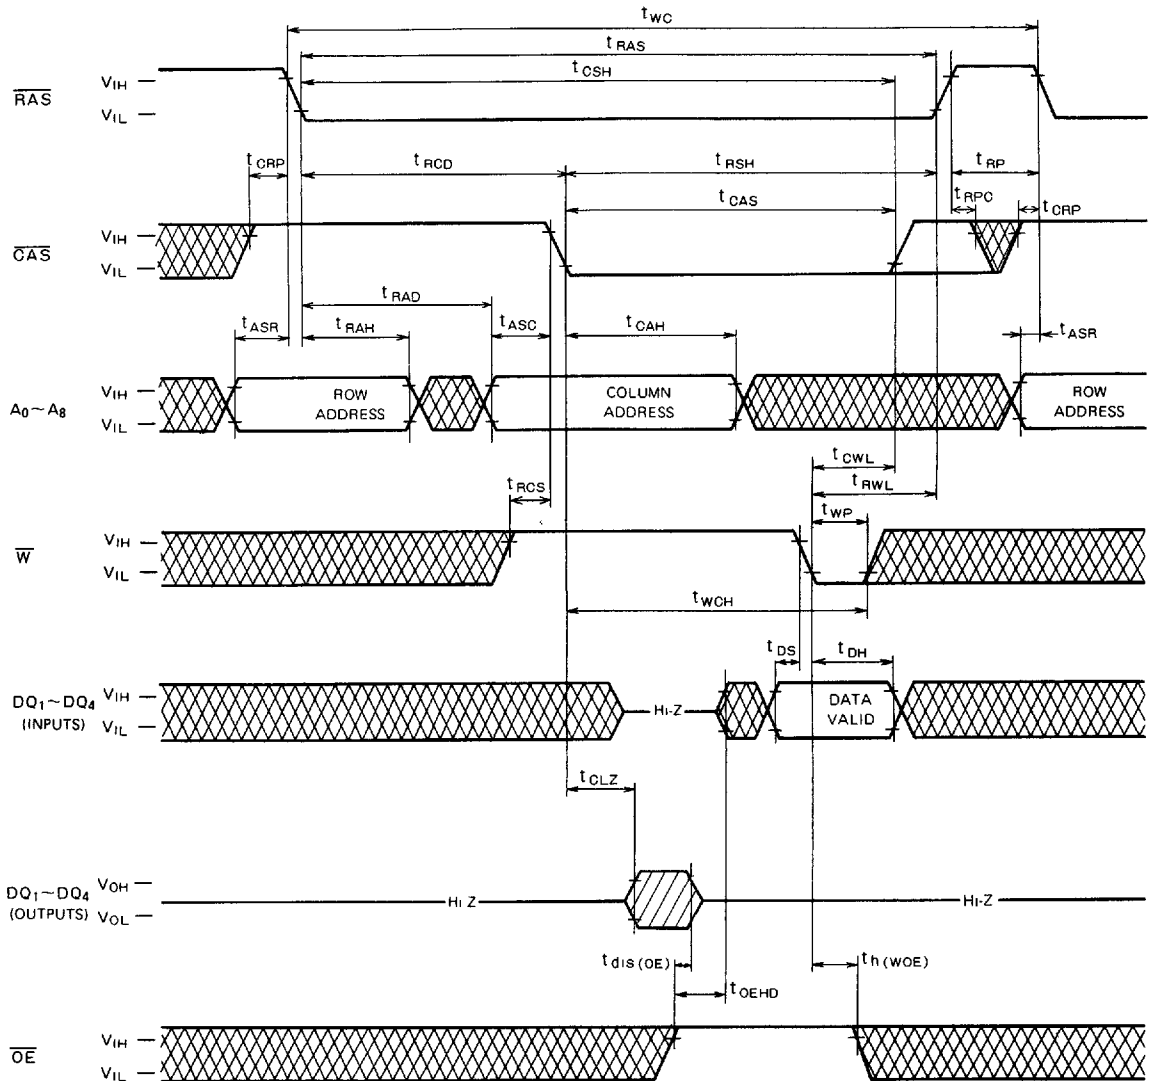 tWC
tRAS
tCSH
RAS
VIH
VIL
tCRP
tRCD
tRSH
tRP
tCAS
tRPC
tCRP
CAS
VIH
VIL
tRAD
tASR
tRAH
tASC
tCAH
tASR
A0~A8
VIH
VIL
ROW
ADDRESS
COLUMN
ADDRESS
ROW
ADDRESS
tCWL
tRCS
tRWL
tWP
W
VIH
VIL
tWCH
tDS
tDH
DQ1~DQ4
(INPUTS)
VIH
VIL
HI-Z
DATA
VALID
tCLZ
DQ1~DQ4
(OUTPUTS)
VOH
VOL
HI-Z
HI-Z
tdis(OE)
tOEHD
th(WOE)
OE
VIH
VIL